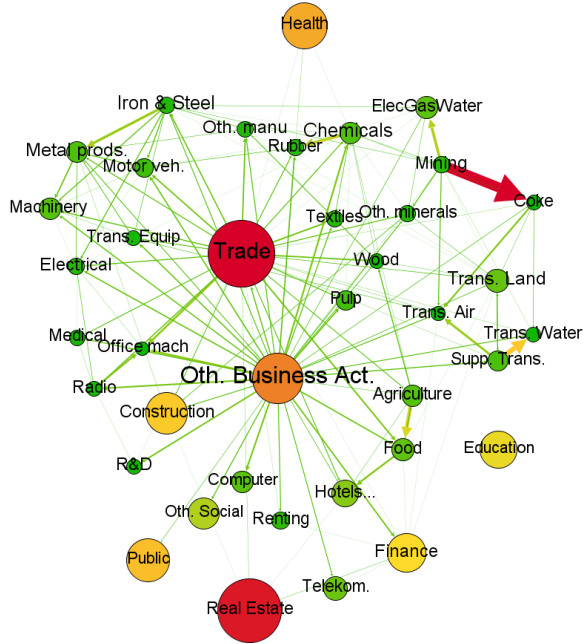 Health
Iron & Steel
ElecGasWater
Oth. manu
Chemicals
Rubber
Metal prods.
Motor veh.
Mining
Coke
Machinery
Textiles
Oth. minerals
Trans. Equip
Trade
Wood
Electrical
Trans. Land
Pulp
Trans. Air
Medical
Office mach
Trans. Water
Supp. Trans.
Oth. Business Act.
Radio
Agriculture
Construction
Food
Education
R&D
Computer
Hotels...
Oth. Social
Renting
Public
Finance
Telekom.
Real Estate